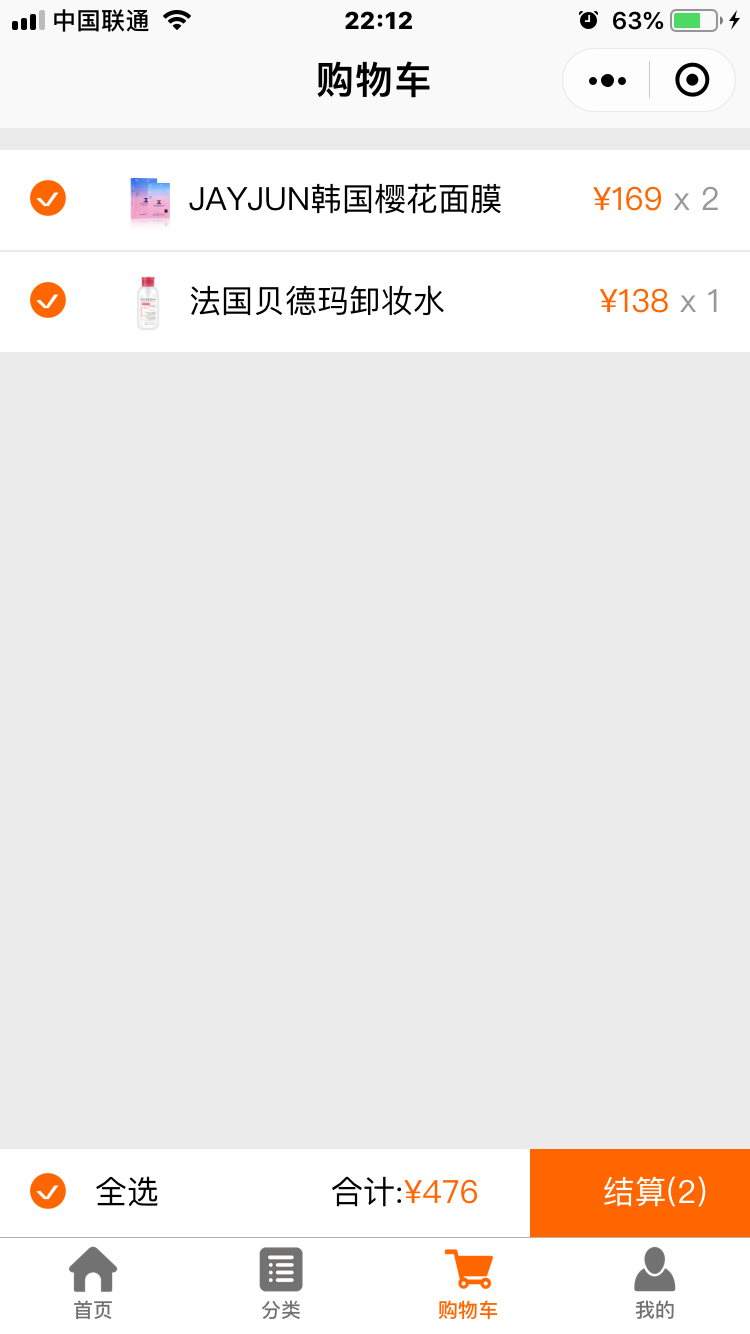 中国联通 22:12 63%
购物车
JAYJUN韩国樱花面膜 ¥169 x 2
法国贝德玛卸妆水 ¥138 x 1
全选 合计:¥476 结算(2)
首页 分类 购物车 我的